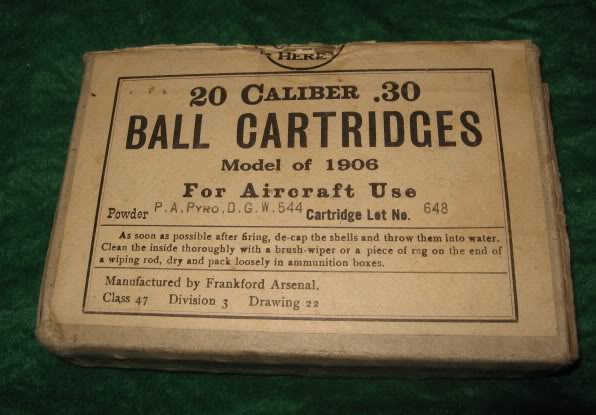 HERE
20 CALIBER .30
BALL CARTRIDGES
Model of 1906
For Aircraft Use
Powder P.A.PYRO.D.G.W.544 Cartridge Lot No. 648
As soon as possible after firing, de-cap the shells and throw them into water.
Clean the inside thoroughly with a brush-wiper or a piece of rag on the end of
a wiping rod, dry and pack loosely in ammunition boxes.
Manufactured by Frankford Arsenal.
Class 47 Division 3 Drawing 22